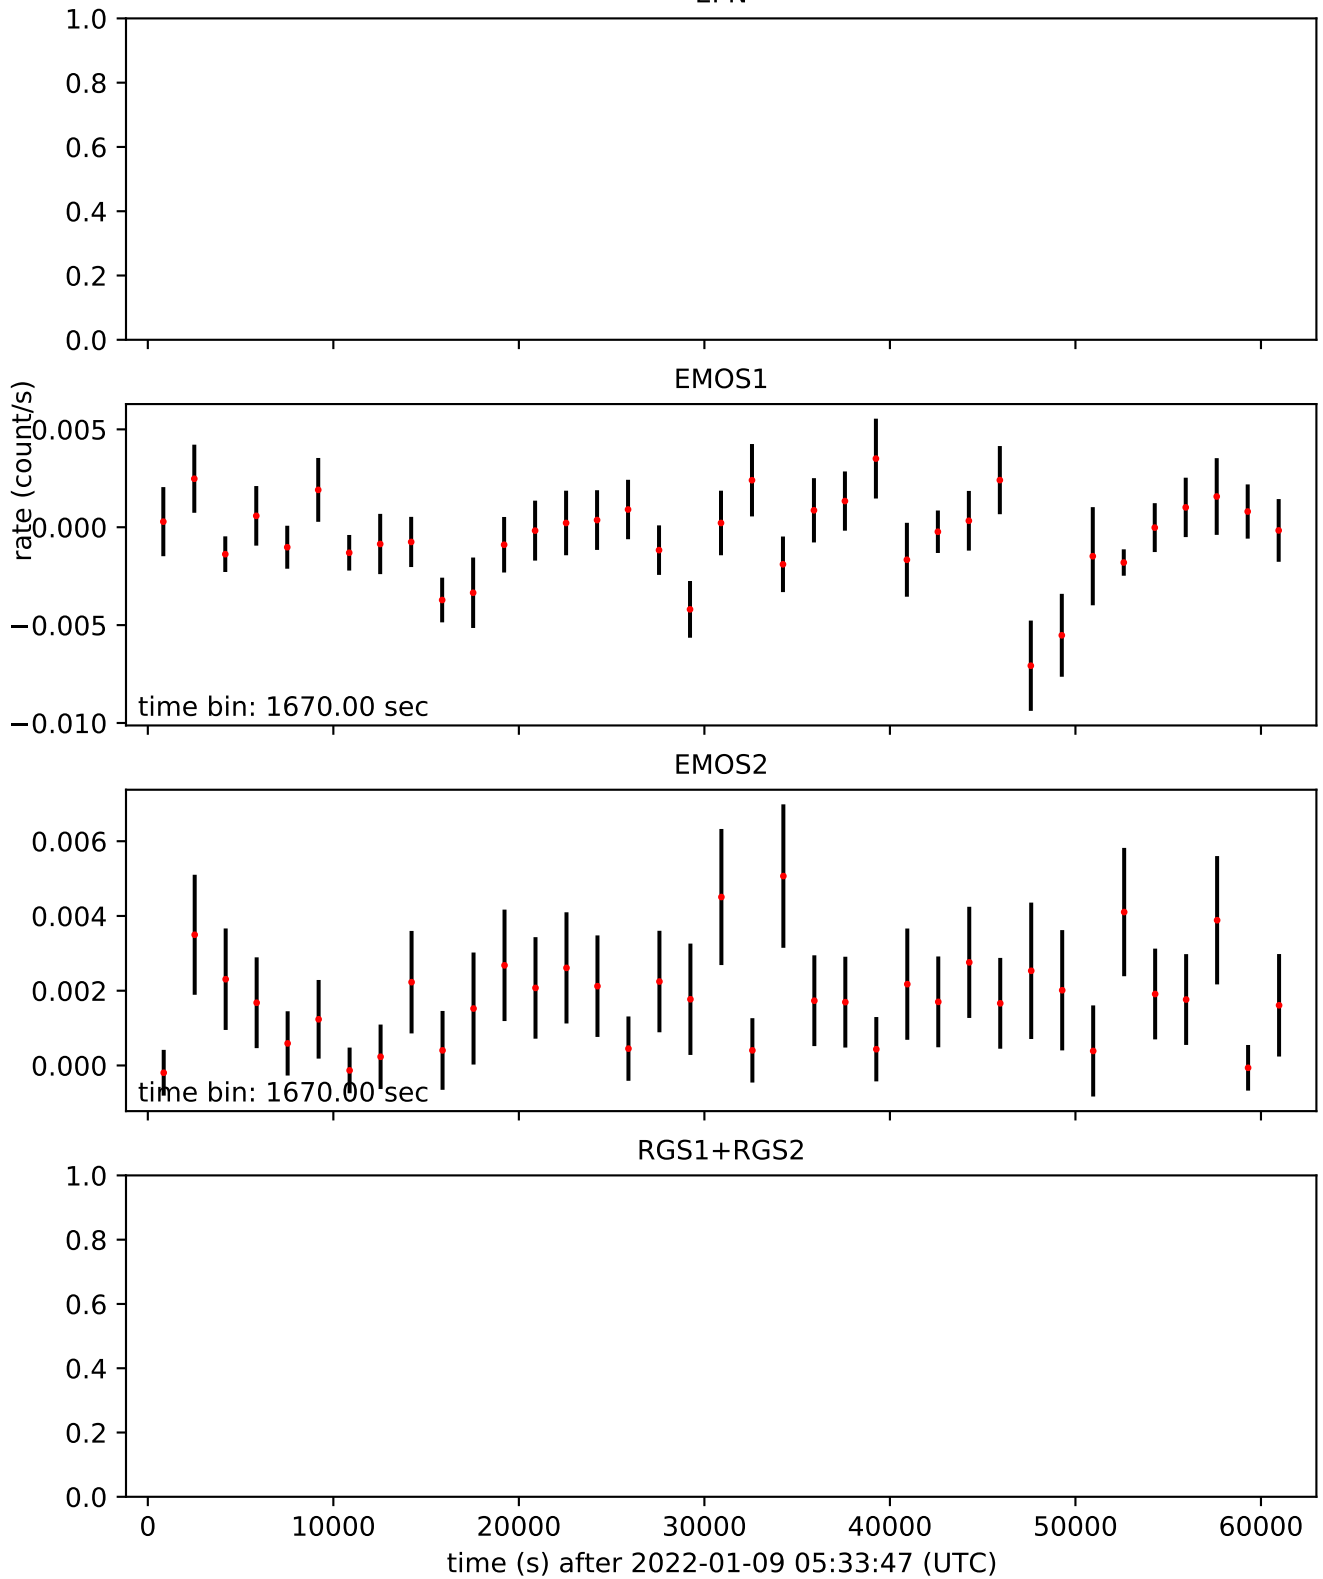 1.0
0.8
0.6
0.4
0.2
0.0
EMOS1
rate (count/s)
0.005
0.000
−0.005
−0.010
time bin: 1670.00 sec
EMOS2
0.006
0.004
0.002
0.000
time bin: 1670.00 sec
RGS1+RGS2
1.0
0.8
0.6
0.4
0.2
0.0
0 10000 20000 30000 40000 50000 60000
time (s) after 2022-01-09 05:33:47 (UTC)